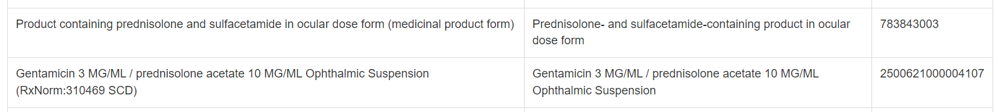 Product containing prednisolone and sulfacetamide in ocular dose form (medicinal product form)
Prednisolone- and sulfacetamide-containing product in ocular
dose form
783843003
Gentamicin 3 MG/ML / prednisolone acetate 10 MG/ML Ophthalmic Suspension
(RxNorm:310469 SCD)
Gentamicin 3 MG/ML / prednisolone acetate 10 MG/ML
Ophthalmic Suspension
2500621000004107